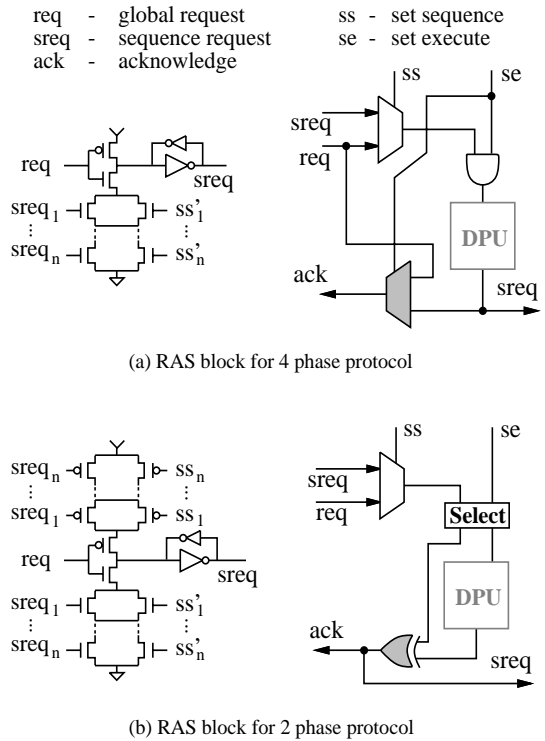 req - global request
sreq - sequence request
ack - acknowledge
ss - set sequence
se - set execute
req
sreq
sreq1
ss'1
⋮
⋮
sreqn
ss'n
ss
se
sreq
req
DPU
ack
sreq
(a) RAS block for 4 phase protocol
sreqn
ssn
⋮
⋮
sreq1
ss1
req
sreq
sreq1
ss'1
⋮
⋮
sreqn
ss'n
ss
se
sreq
req
Select
DPU
ack
sreq
(b) RAS block for 2 phase protocol